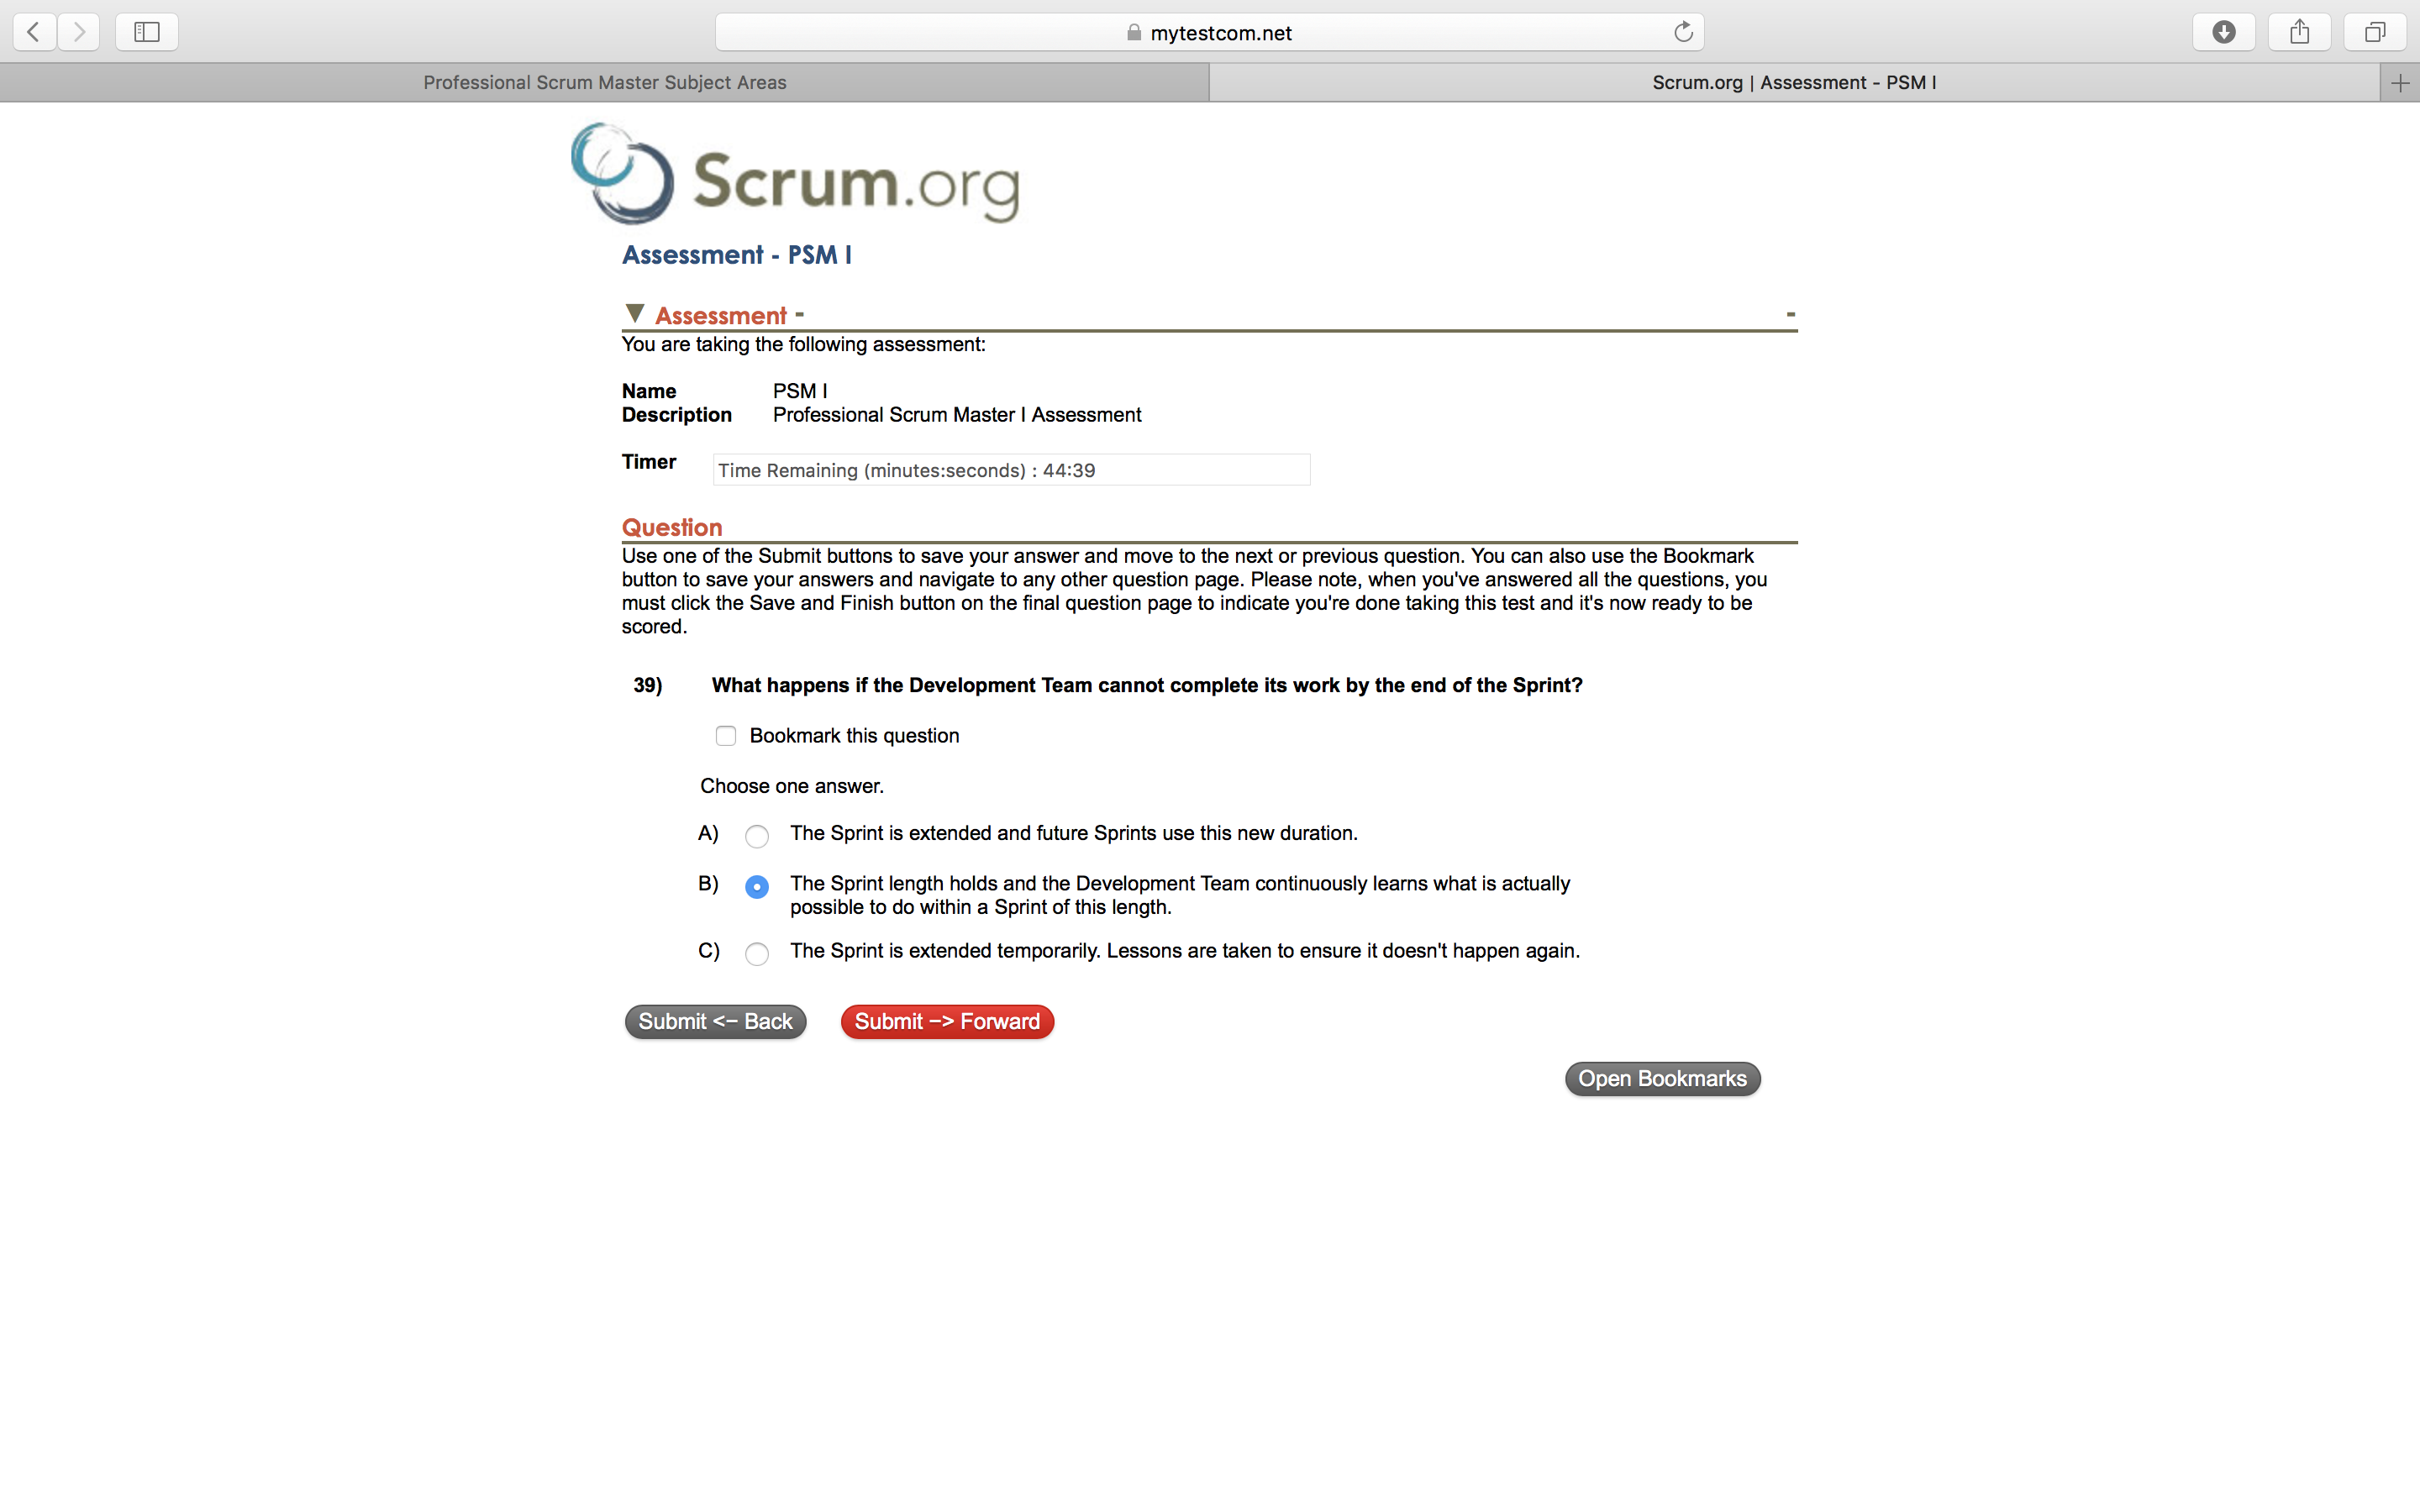 mytestcom.net
Professional Scrum Master Subject Areas
Scrum.org | Assessment - PSM I
Scrum.org
Assessment - PSM I
▼ Assessment - -
You are taking the following assessment:
Name PSM I
Description Professional Scrum Master I Assessment
Timer Time Remaining (minutes:seconds) : 44:39
Question
Use one of the Submit buttons to save your answer and move to the next or previous question. You can also use the Bookmark
button to save your answers and navigate to any other question page. Please note, when you've answered all the questions, you
must click the Save and Finish button on the final question page to indicate you're done taking this test and it's now ready to be
scored.
39) What happens if the Development Team cannot complete its work by the end of the Sprint?
Bookmark this question
Choose one answer.
A) The Sprint is extended and future Sprints use this new duration.
B) The Sprint length holds and the Development Team continuously learns what is actually
possible to do within a Sprint of this length.
C) The Sprint is extended temporarily. Lessons are taken to ensure it doesn't happen again.
Submit <- Back Submit -> Forward
Open Bookmarks